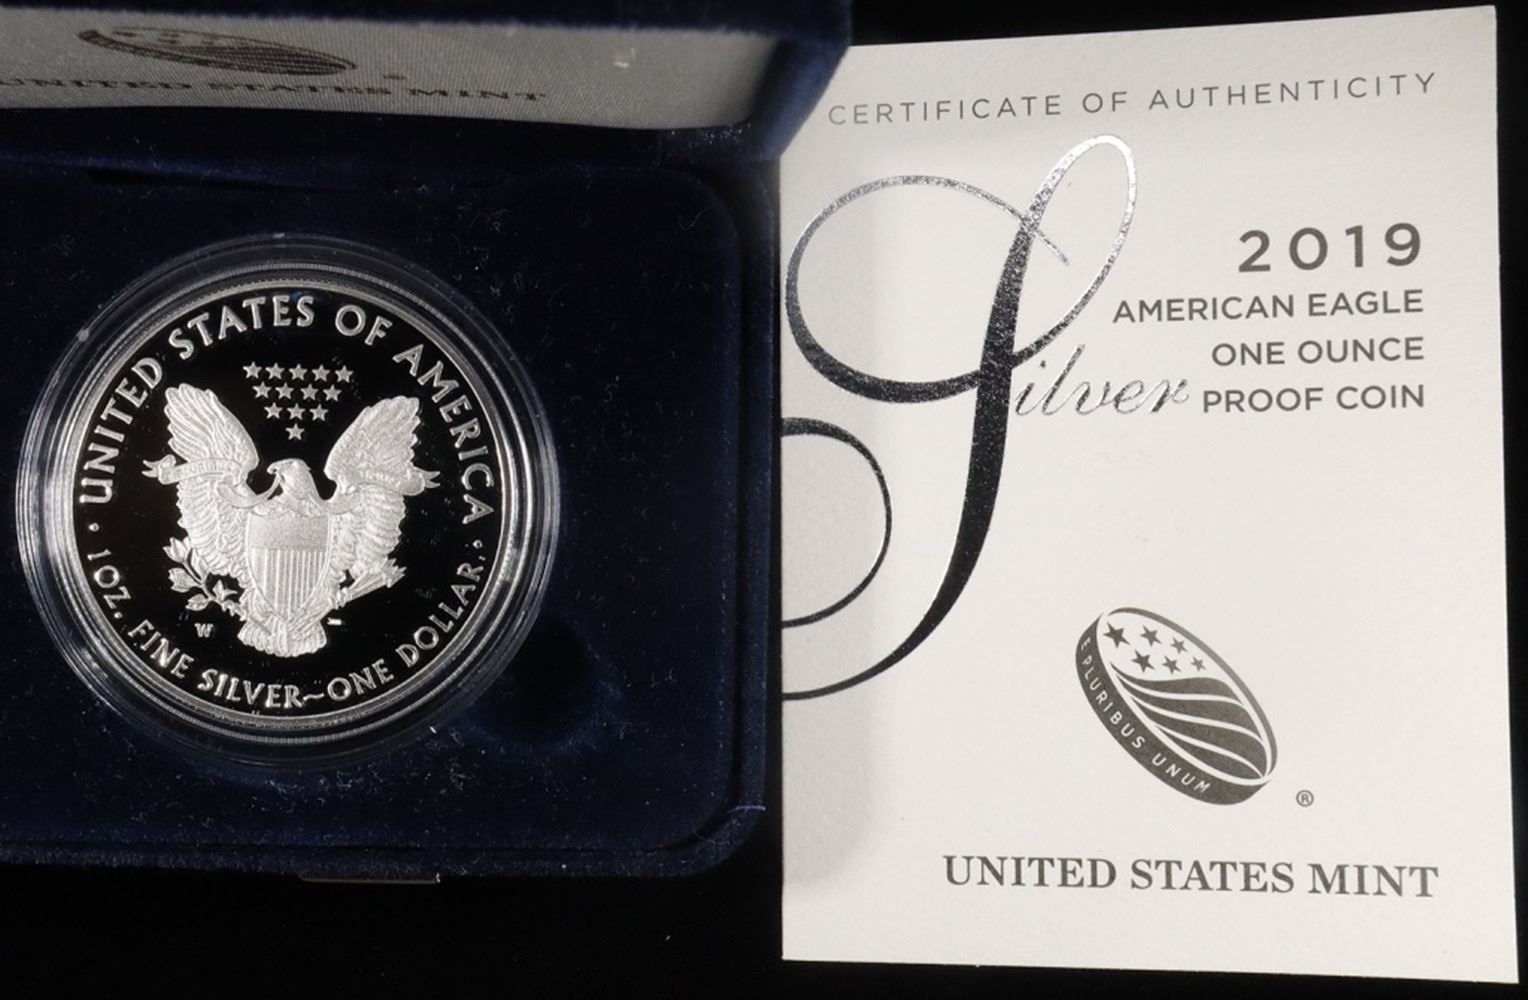 UNITED STATES MINT
UNITED STATES OF AMERICA
1 OZ. FINE SILVER~ONE DOLLAR
W
CERTIFICATE OF AUTHENTICITY
2019
AMERICAN EAGLE
ONE OUNCE
Silver PROOF COIN
E PLURIBUS UNUM
®
UNITED STATES MINT